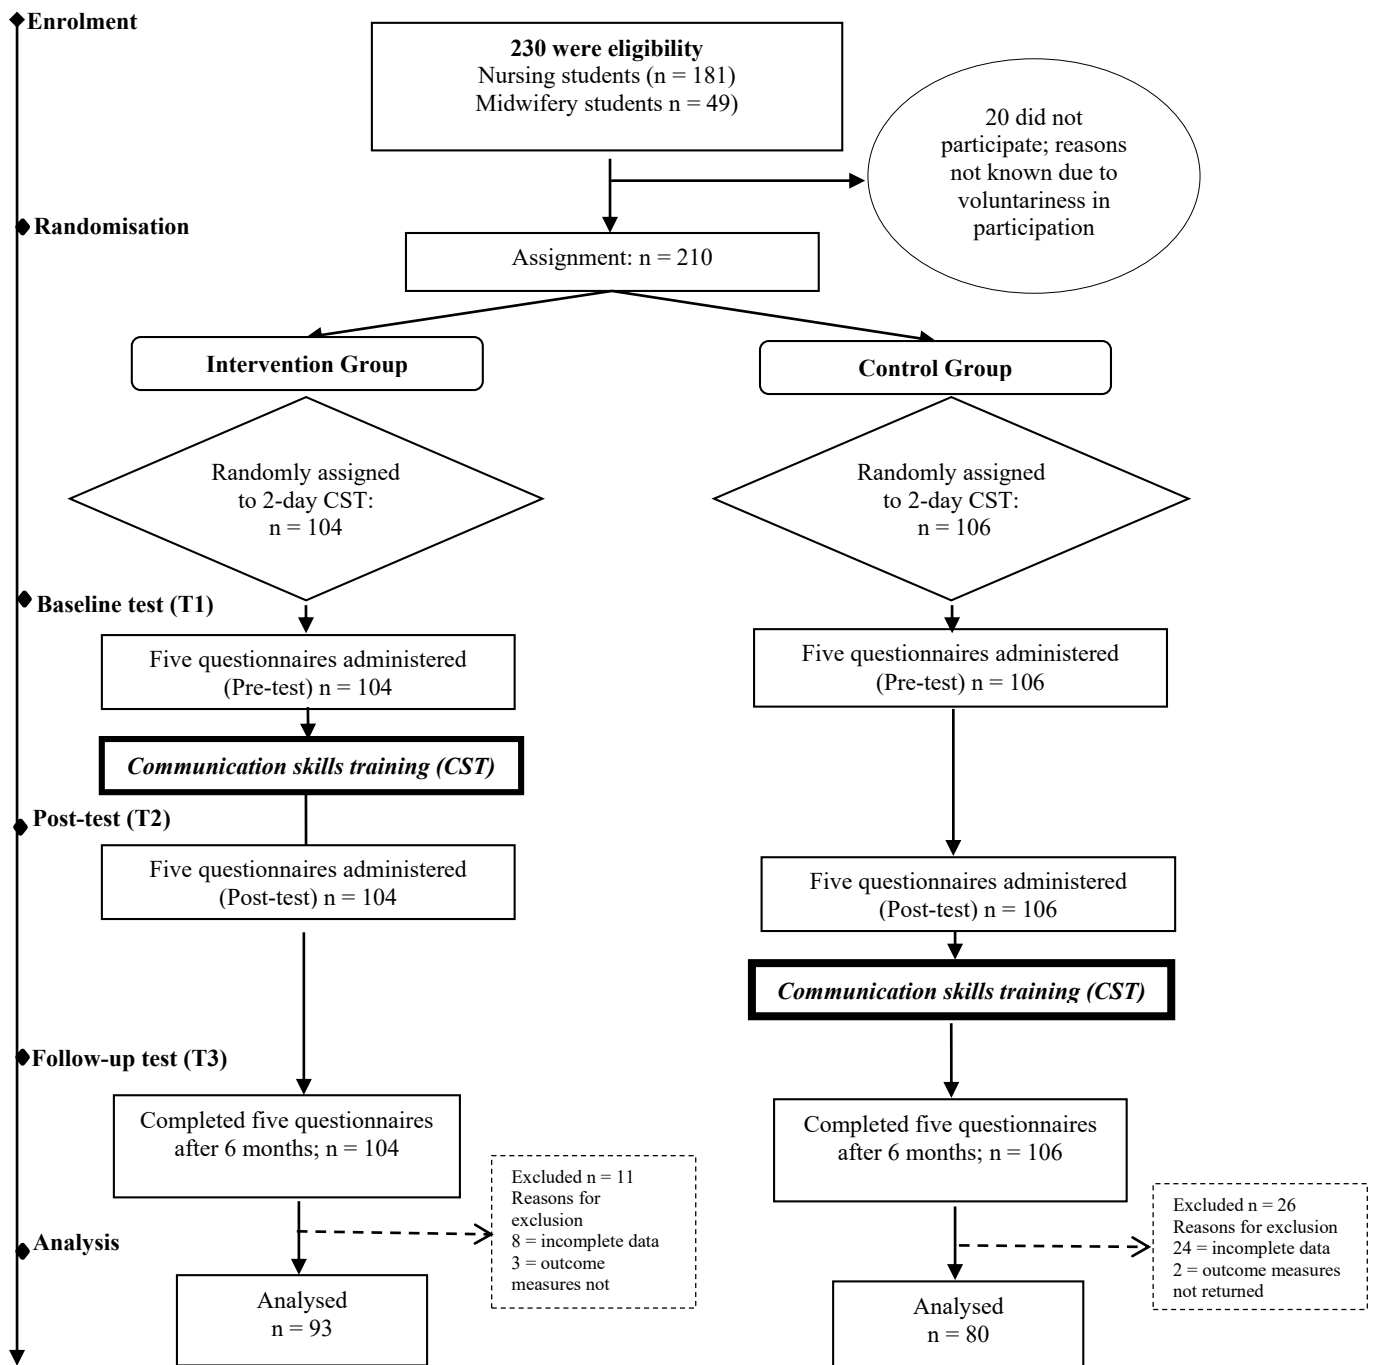 Enrolment
230 were eligibility
Nursing students (n = 181)
Midwifery students n = 49)
20 did not
participate; reasons
not known due to
voluntariness in
participation
Randomisation
Assignment: n = 210
Intervention Group
Control Group
Randomly assigned
to 2-day CST:
n = 104
Randomly assigned
to 2-day CST:
n = 106
Baseline test (T1)
Five questionnaires administered
(Pre-test) n = 104
Five questionnaires administered
(Pre-test) n = 106
Communication skills training (CST)
Post-test (T2)
Five questionnaires administered
(Post-test) n = 104
Five questionnaires administered
(Post-test) n = 106
Communication skills training (CST)
Follow-up test (T3)
Completed five questionnaires
after 6 months; n = 104
Completed five questionnaires
after 6 months; n = 106
Excluded n = 11
Reasons for
exclusion
8 = incomplete data
3 = outcome
measures not
Excluded n = 26
Reasons for exclusion
24 = incomplete data
2 = outcome measures
not returned
Analysis
Analysed
n = 93
Analysed
n = 80